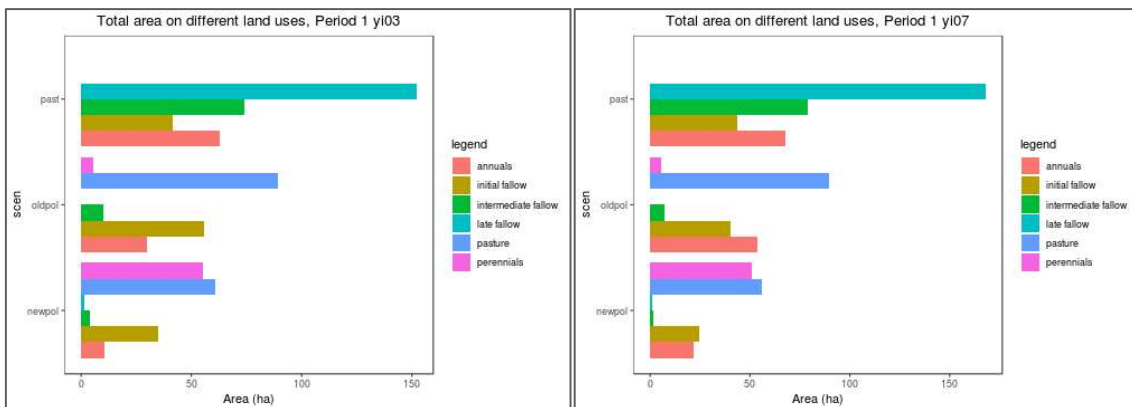 Total area on different land uses, Period 1 yi03
scen
past
oldpol
newpol
0
50
100
150
Area (ha)
legend
annuals
initial fallow
intermediate fallow
late fallow
pasture
perennials
Total area on different land uses, Period 1 yi07
scen
past
oldpol
newpol
0
50
100
150
Area (ha)
legend
annuals
initial fallow
intermediate fallow
late fallow
pasture
perennials